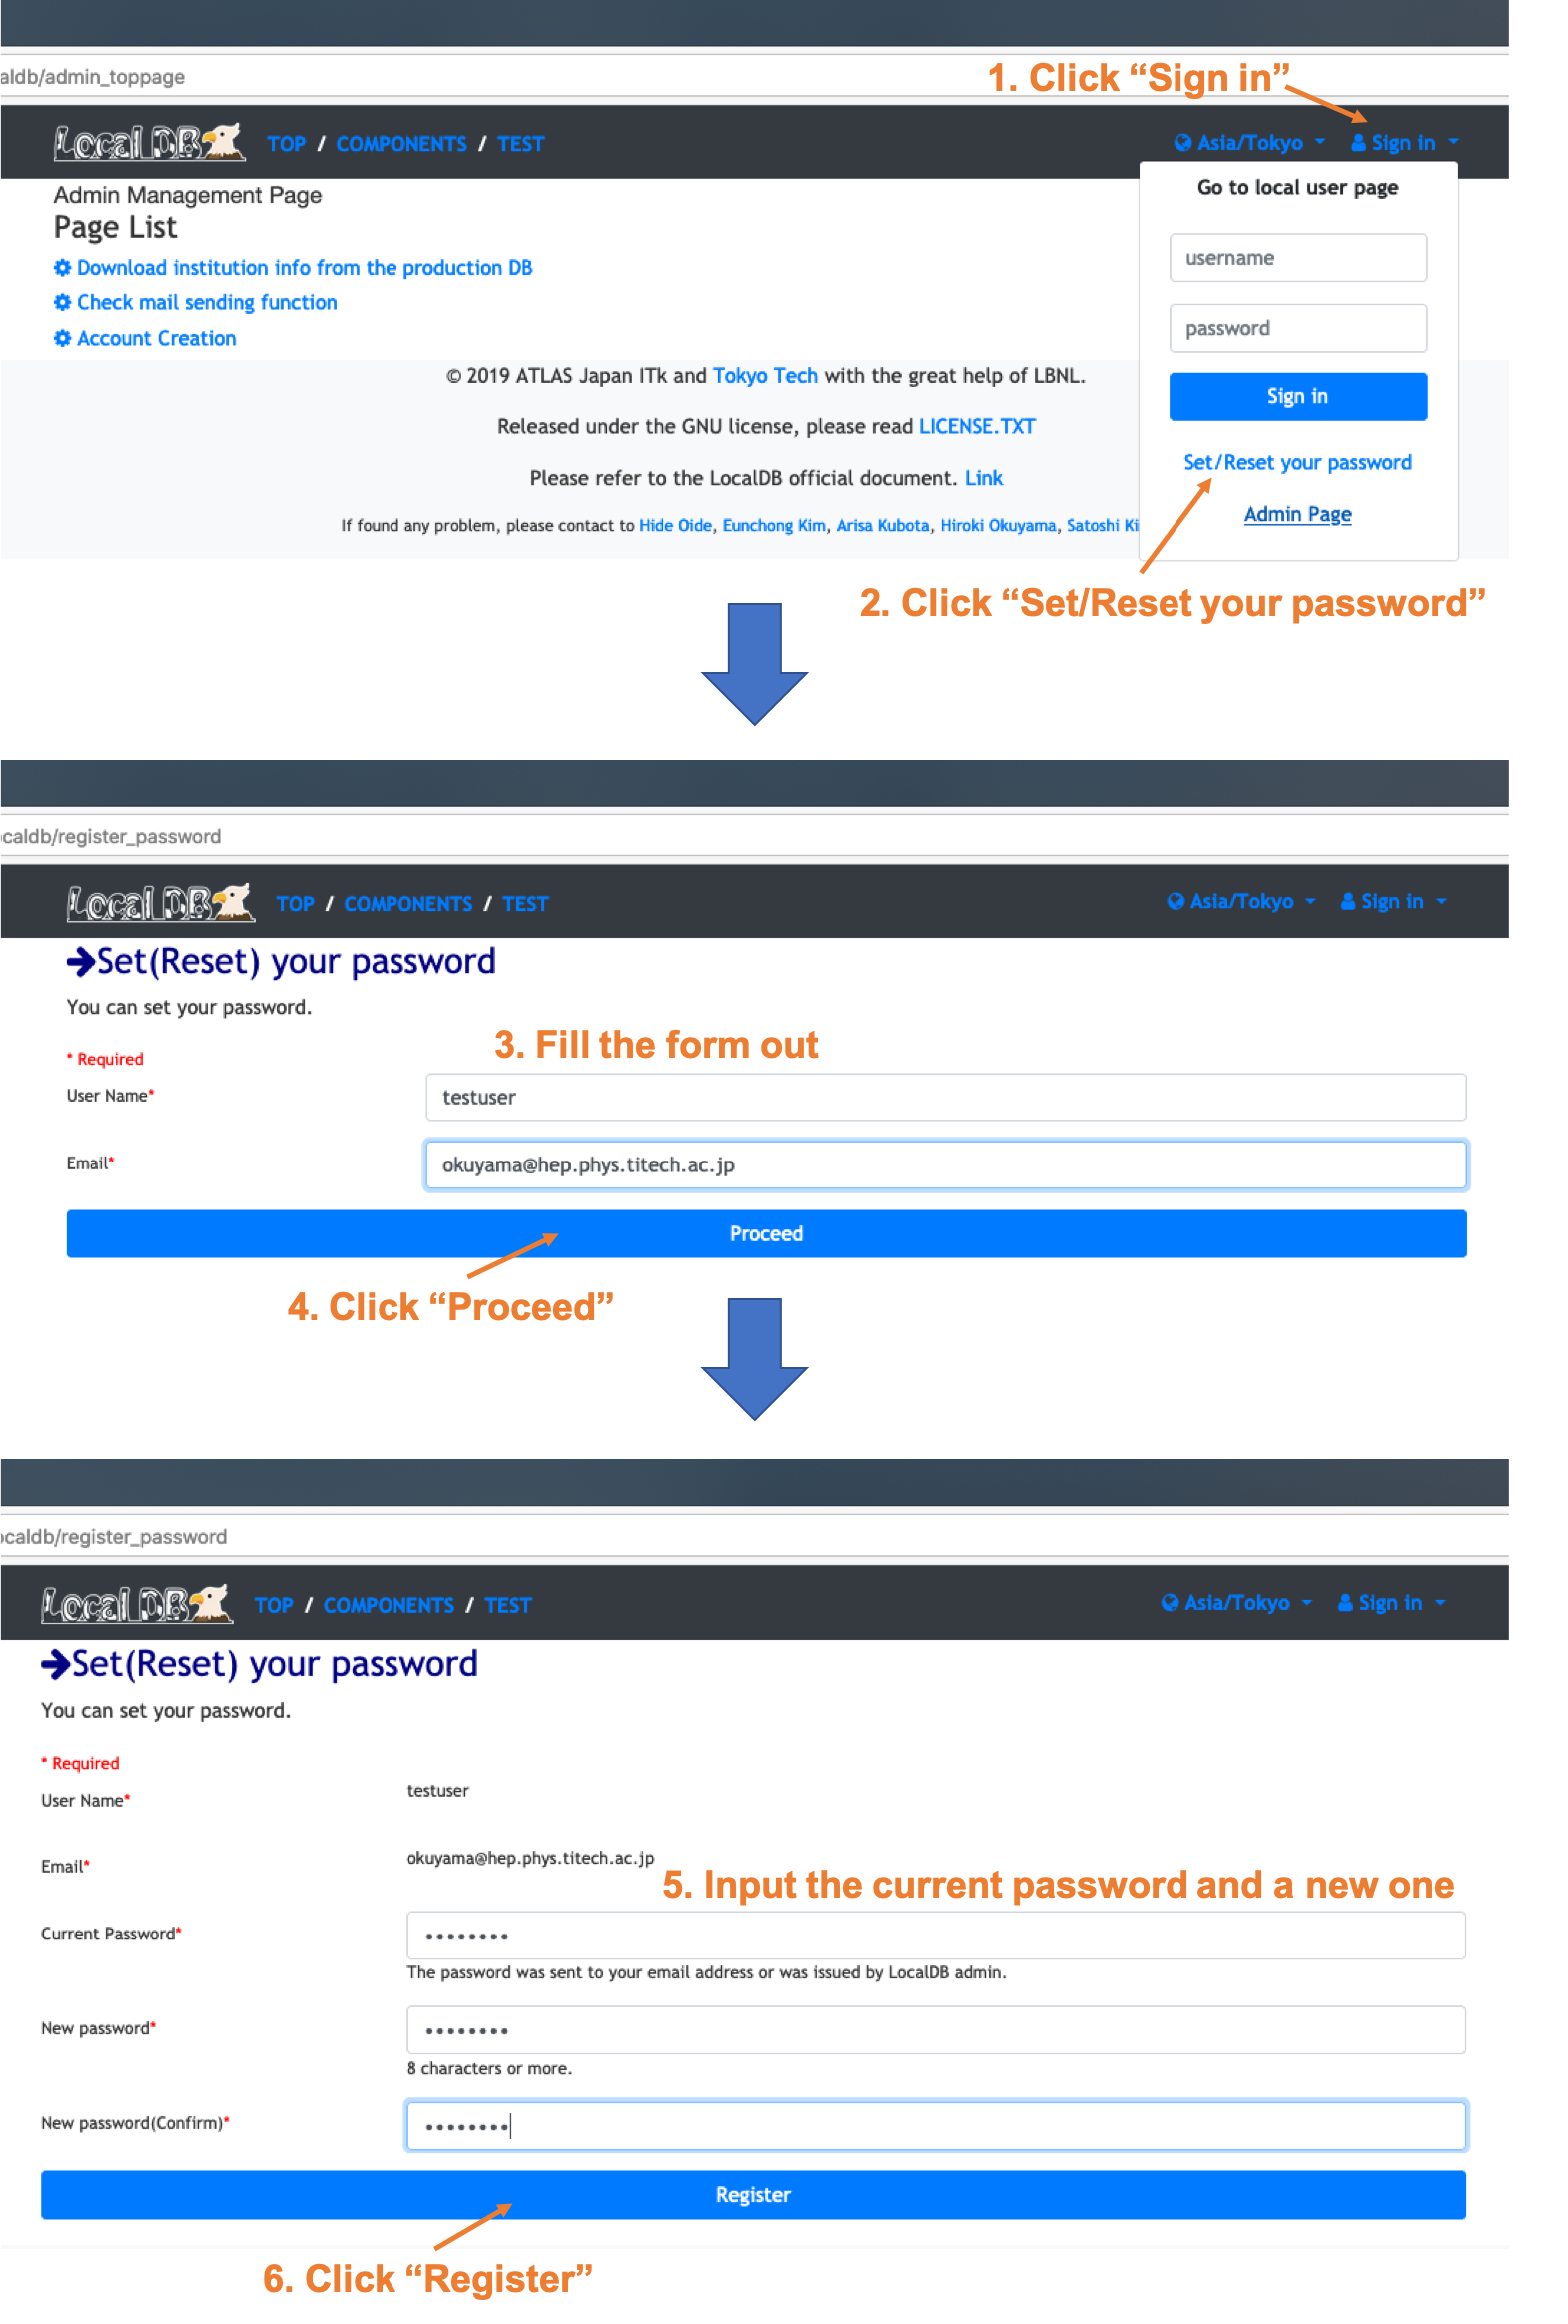 aldb/admin_toppage
1. Click “Sign in”
Local DB TOP / COMPONENTS / TEST Asia/Tokyo Sign in
Admin Management Page
Go to local user page
Page List
username
Download institution info from the production DB
Check mail sending function
password
Account Creation
© 2019 ATLAS Japan ITk and Tokyo Tech with the great help of LBNL.
Sign in
Released under the GNU license, please read LICENSE.TXT
Set/Reset your password
Please refer to the LocalDB official document. Link
Admin Page
If found any problem, please contact to Hide Oide, Eunchong Kim, Arisa Kubota, Hiroki Okuyama, Satoshi Ki
2. Click “Set/Reset your password”
caldb/register_password
Local DB TOP / COMPONENTS / TEST Asia/Tokyo Sign in
Set(Reset) your password
You can set your password.
3. Fill the form out
* Required
User Name* testuser
Email* okuyama@hep.phys.titech.ac.jp
Proceed
4. Click “Proceed”
ocaldb/register_password
Local DB TOP / COMPONENTS / TEST Asia/Tokyo Sign in
Set(Reset) your password
You can set your password.
* Required
User Name* testuser
Email* okuyama@hep.phys.titech.ac.jp
5. Input the current password and a new one
Current Password* ••••••••
The password was sent to your email address or was issued by LocalDB admin.
New password* ••••••••
8 characters or more.
New password(Confirm)* ••••••••
Register
6. Click “Register”